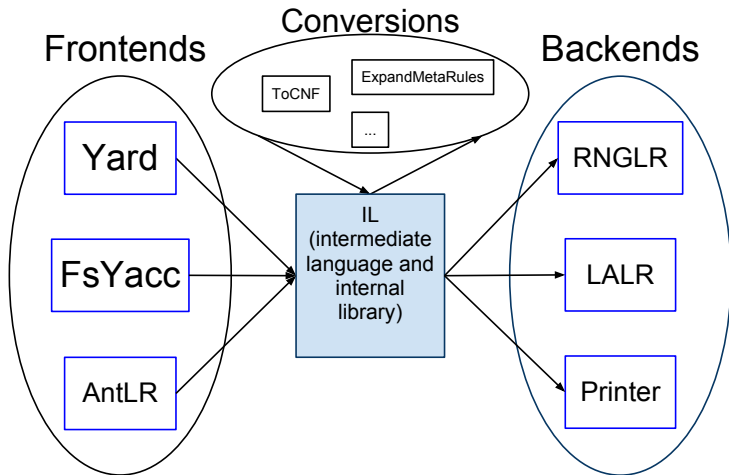 Frontends
Conversions
Backends
ToCNF
ExpandMetaRules
...
Yard
FsYacc
AntLR
IL
(intermediate
language and
internal
library)
RNGLR
LALR
Printer